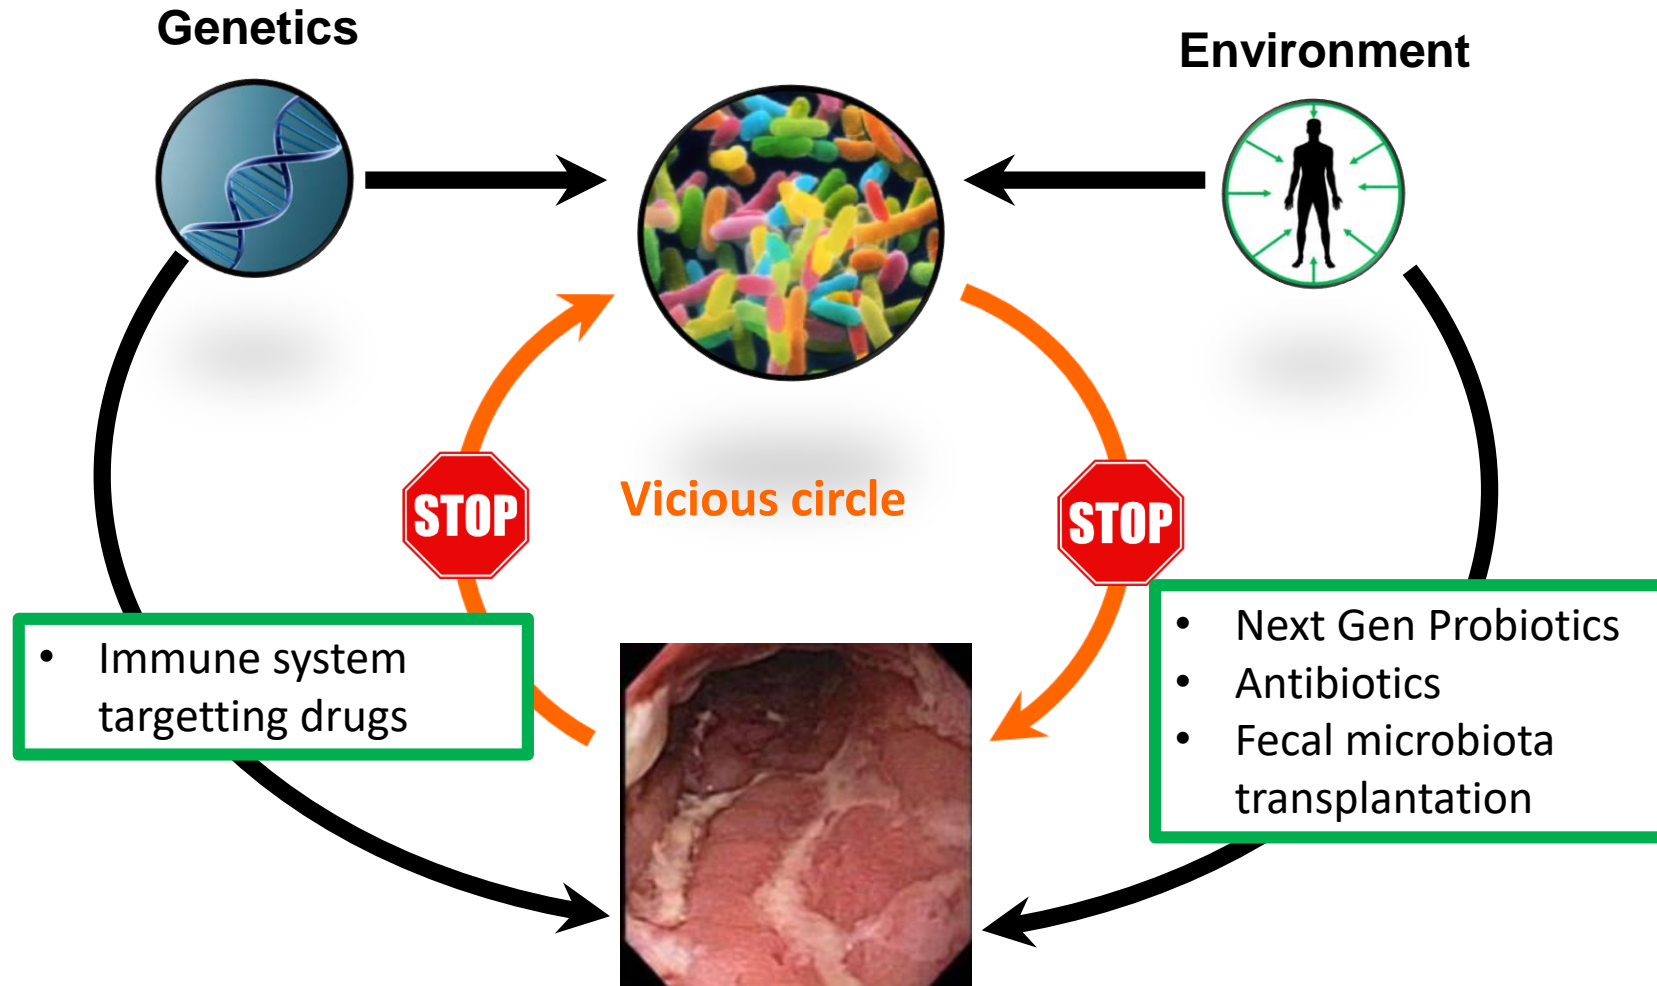 Genetics
Environment
Vicious circle
STOP
STOP
• Immune system
targetting drugs
• Next Gen Probiotics
• Antibiotics
• Fecal microbiota
transplantation